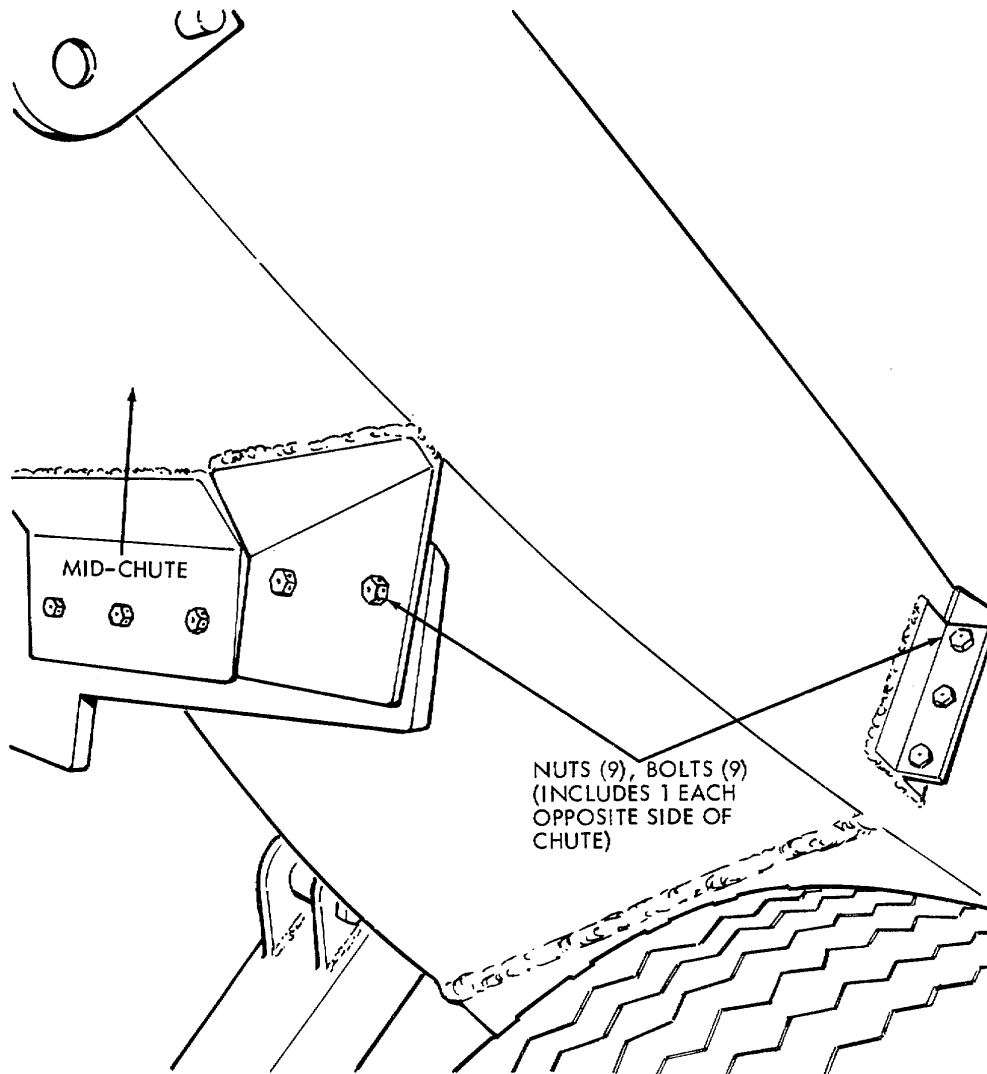 MID-CHUTE
NUTS (9), BOLTS (9)
(INCLUDES 1 EACH
OPPOSITE SIDE OF
CHUTE)